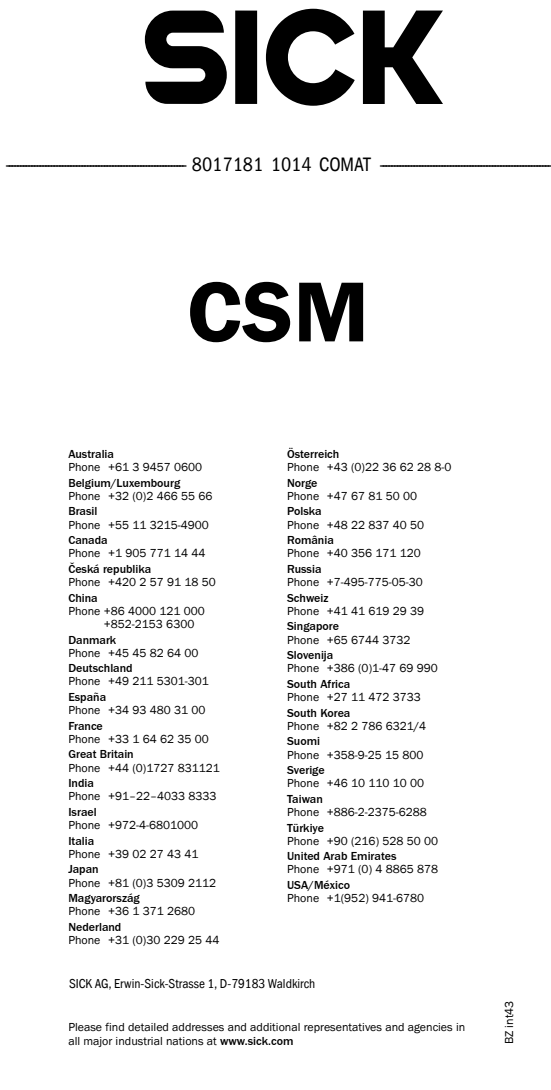 SICK
8017181 1014 COMAT
CSM
Australia
Phone +61 3 9457 0600
Belgium/Luxembourg
Phone +32 (0)2 466 55 66
Brasil
Phone +55 11 3215-4900
Canada
Phone +1 905 771 14 44
Česká republika
Phone +420 2 57 91 18 50
China
Phone +86 4000 121 000
+852-2153 6300
Danmark
Phone +45 45 82 64 00
Deutschland
Phone +49 211 5301-301
España
Phone +34 93 480 31 00
France
Phone +33 1 64 62 35 00
Great Britain
Phone +44 (0)1727 831121
India
Phone +91–22–4033 8333
Israel
Phone +972-4-6801000
Italia
Phone +39 02 27 43 41
Japan
Phone +81 (0)3 5309 2112
Magyarország
Phone +36 1 371 2680
Nederland
Phone +31 (0)30 229 25 44
Österreich
Phone +43 (0)22 36 62 28 8-0
Norge
Phone +47 67 81 50 00
Polska
Phone +48 22 837 40 50
România
Phone +40 356 171 120
Russia
Phone +7-495-775-05-30
Schweiz
Phone +41 41 619 29 39
Singapore
Phone +65 6744 3732
Slovenija
Phone +386 (0)1-47 69 990
South Africa
Phone +27 11 472 3733
South Korea
Phone +82 2 786 6321/4
Suomi
Phone +358-9-25 15 800
Sverige
Phone +46 10 110 10 00
Taiwan
Phone +886-2-2375-6288
Türkiye
Phone +90 (216) 528 50 00
United Arab Emirates
Phone +971 (0) 4 8865 878
USA/México
Phone +1(952) 941-6780
SICK AG, Erwin-Sick-Strasse 1, D-79183 Waldkirch
Please find detailed addresses and additional representatives and agencies in
all major industrial nations at www.sick.com
BZ int43